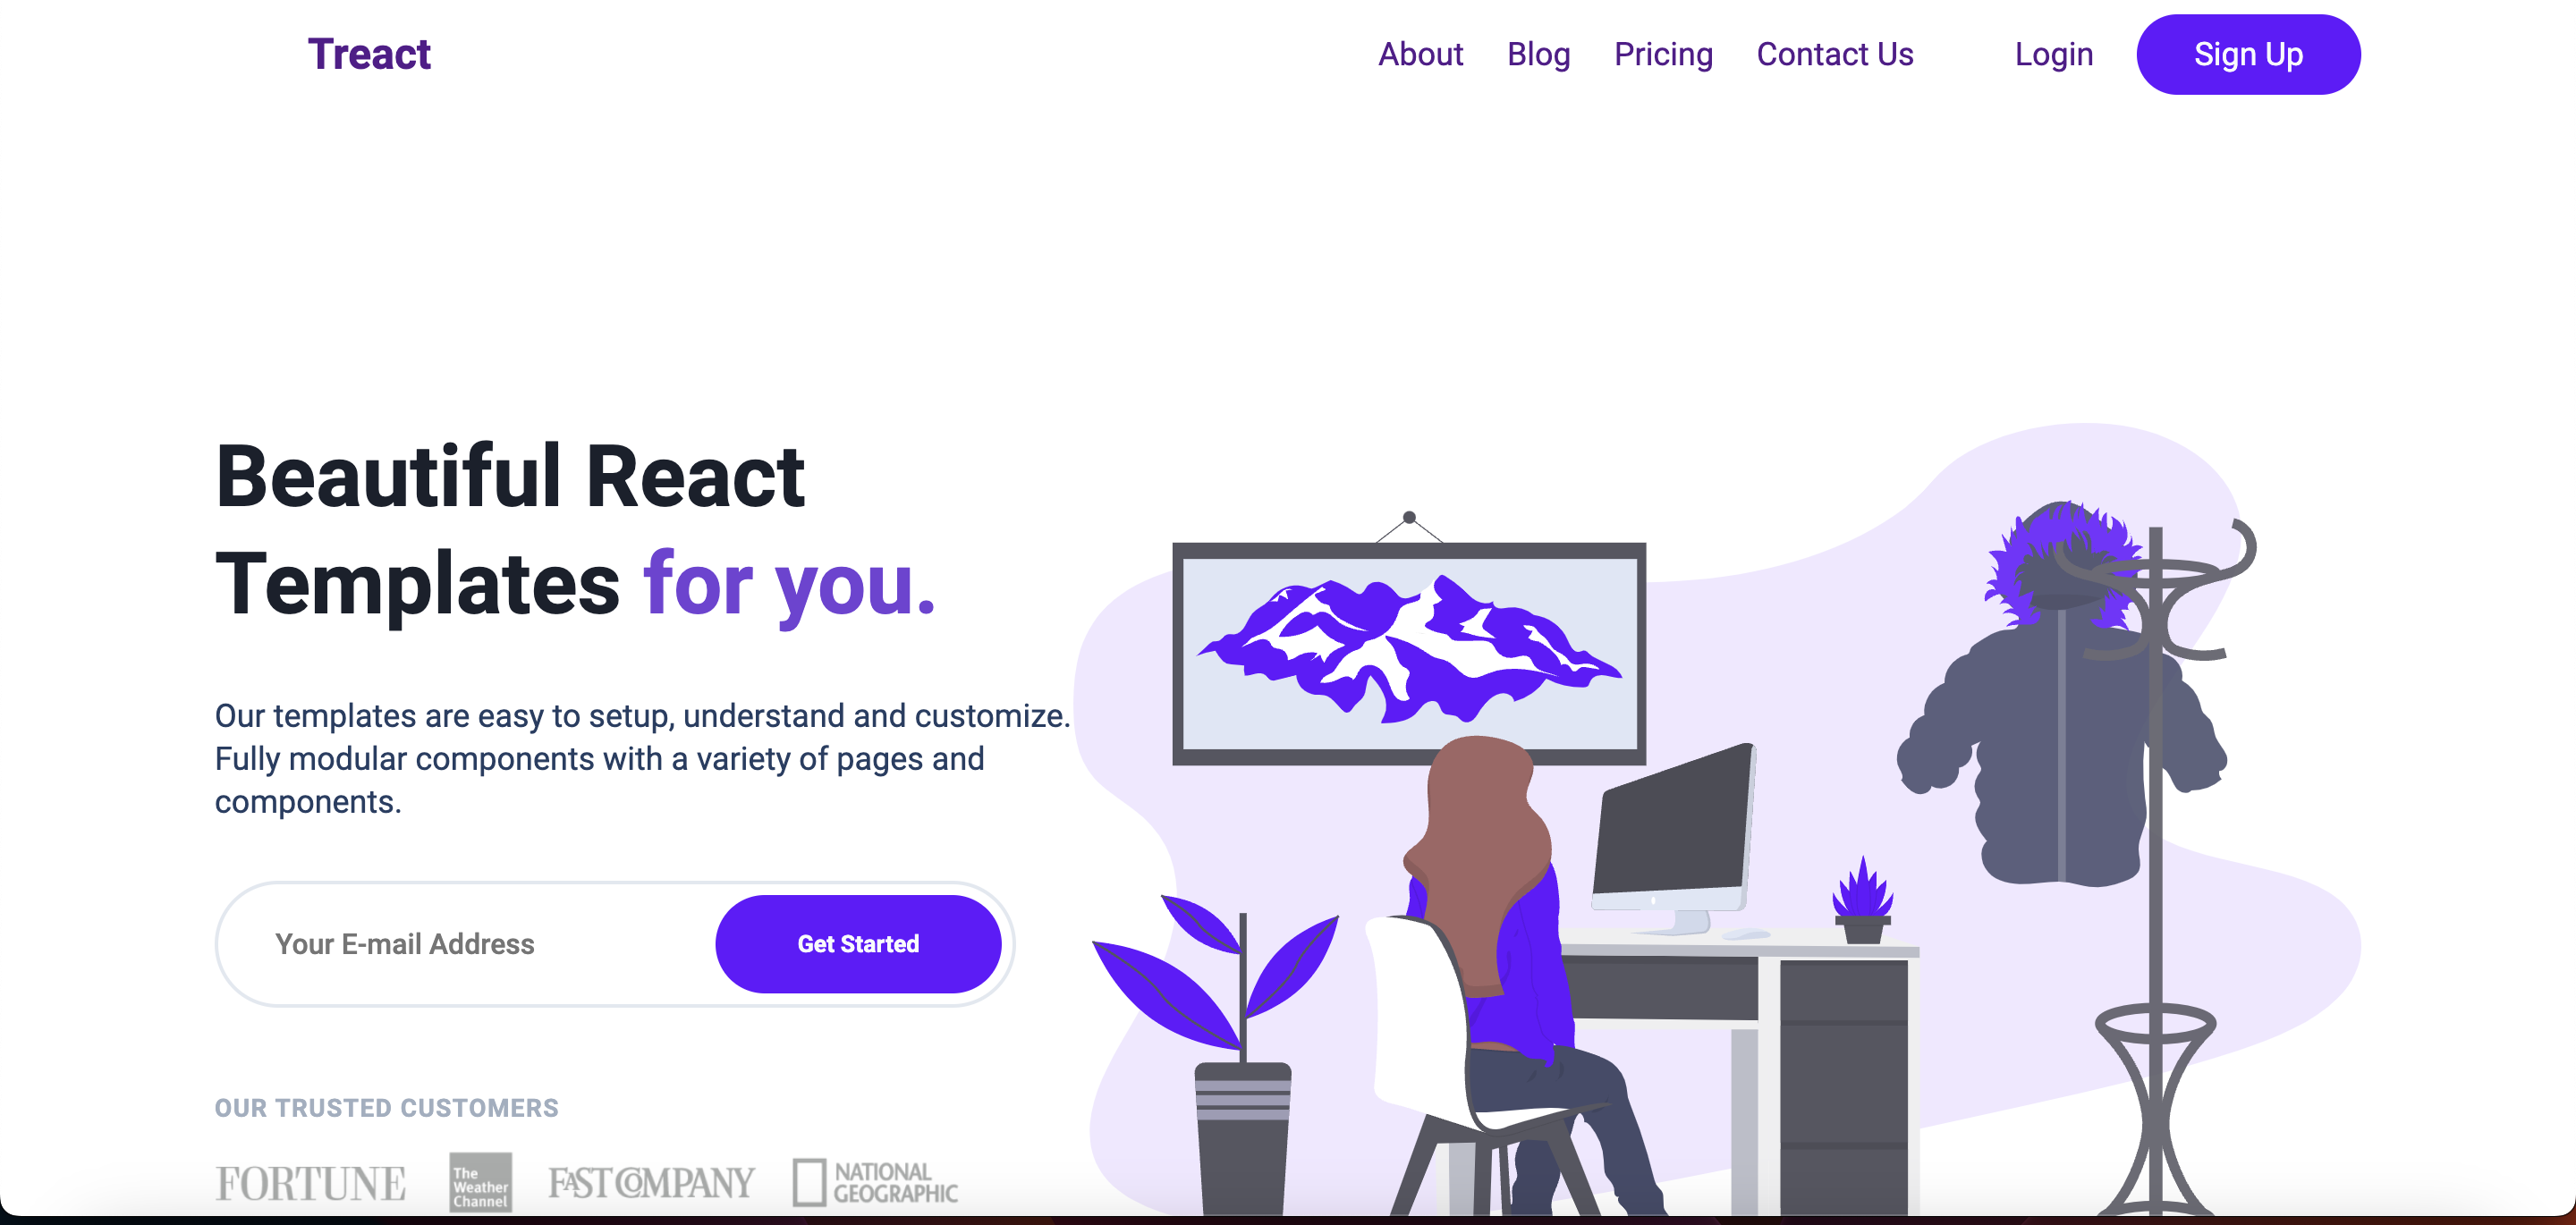 Treact
About Blog Pricing Contact Us Login Sign Up
Beautiful React
Templates for you.
Our templates are easy to setup, understand and customize.
Fully modular components with a variety of pages and
components.
Your E-mail Address
Get Started
OUR TRUSTED CUSTOMERS
FORTUNE
The
Weather
Channel
FAST COMPANY
NATIONAL
GEOGRAPHIC